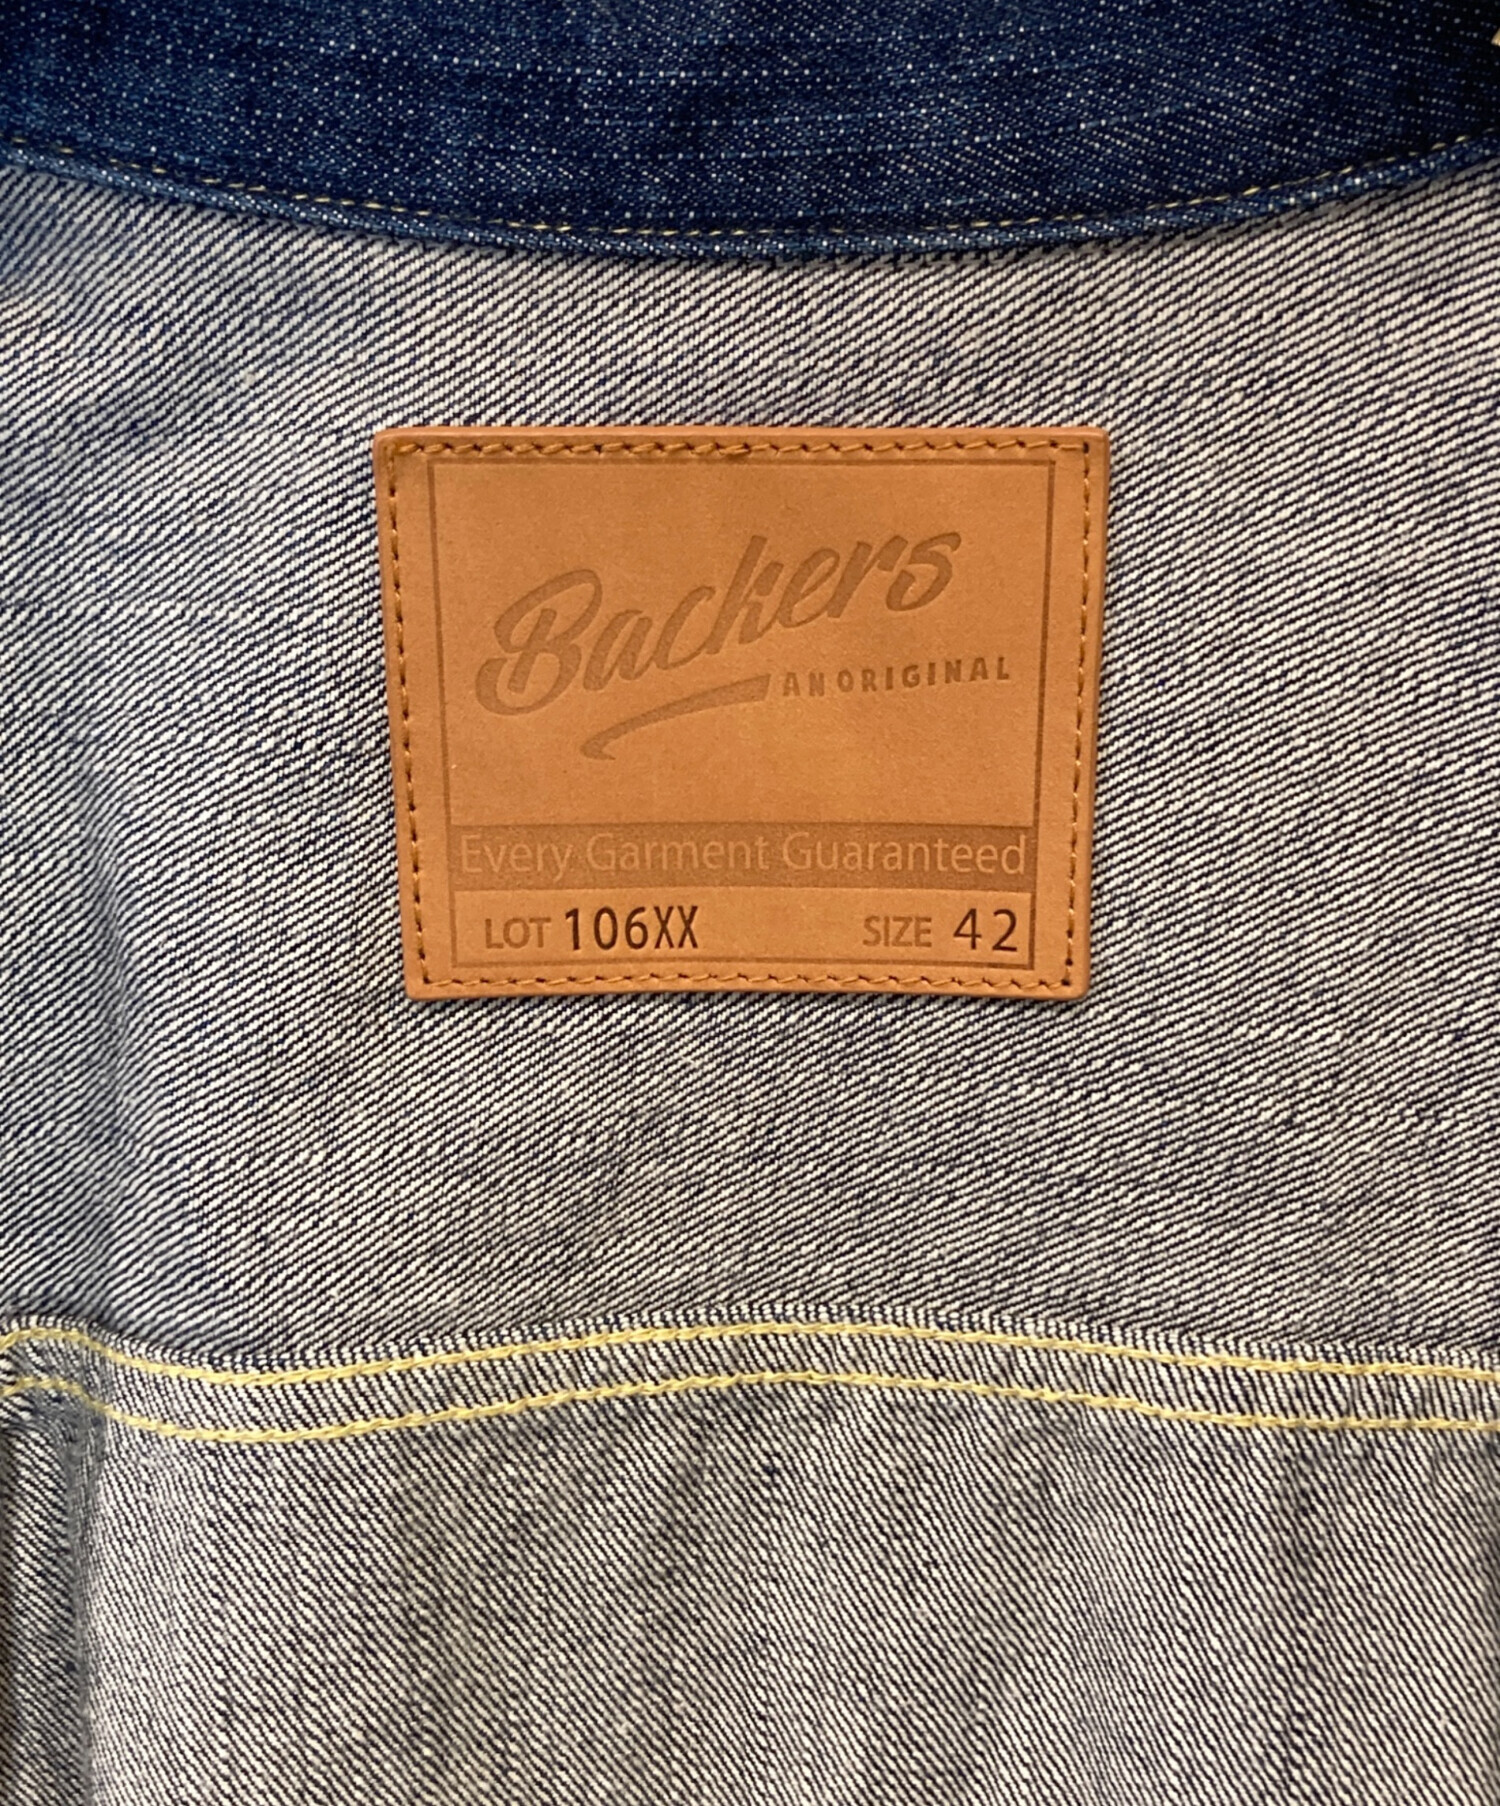 Backers
AN ORIGINAL
Every Garment Guaranteed
LOT 106XX SIZE 42